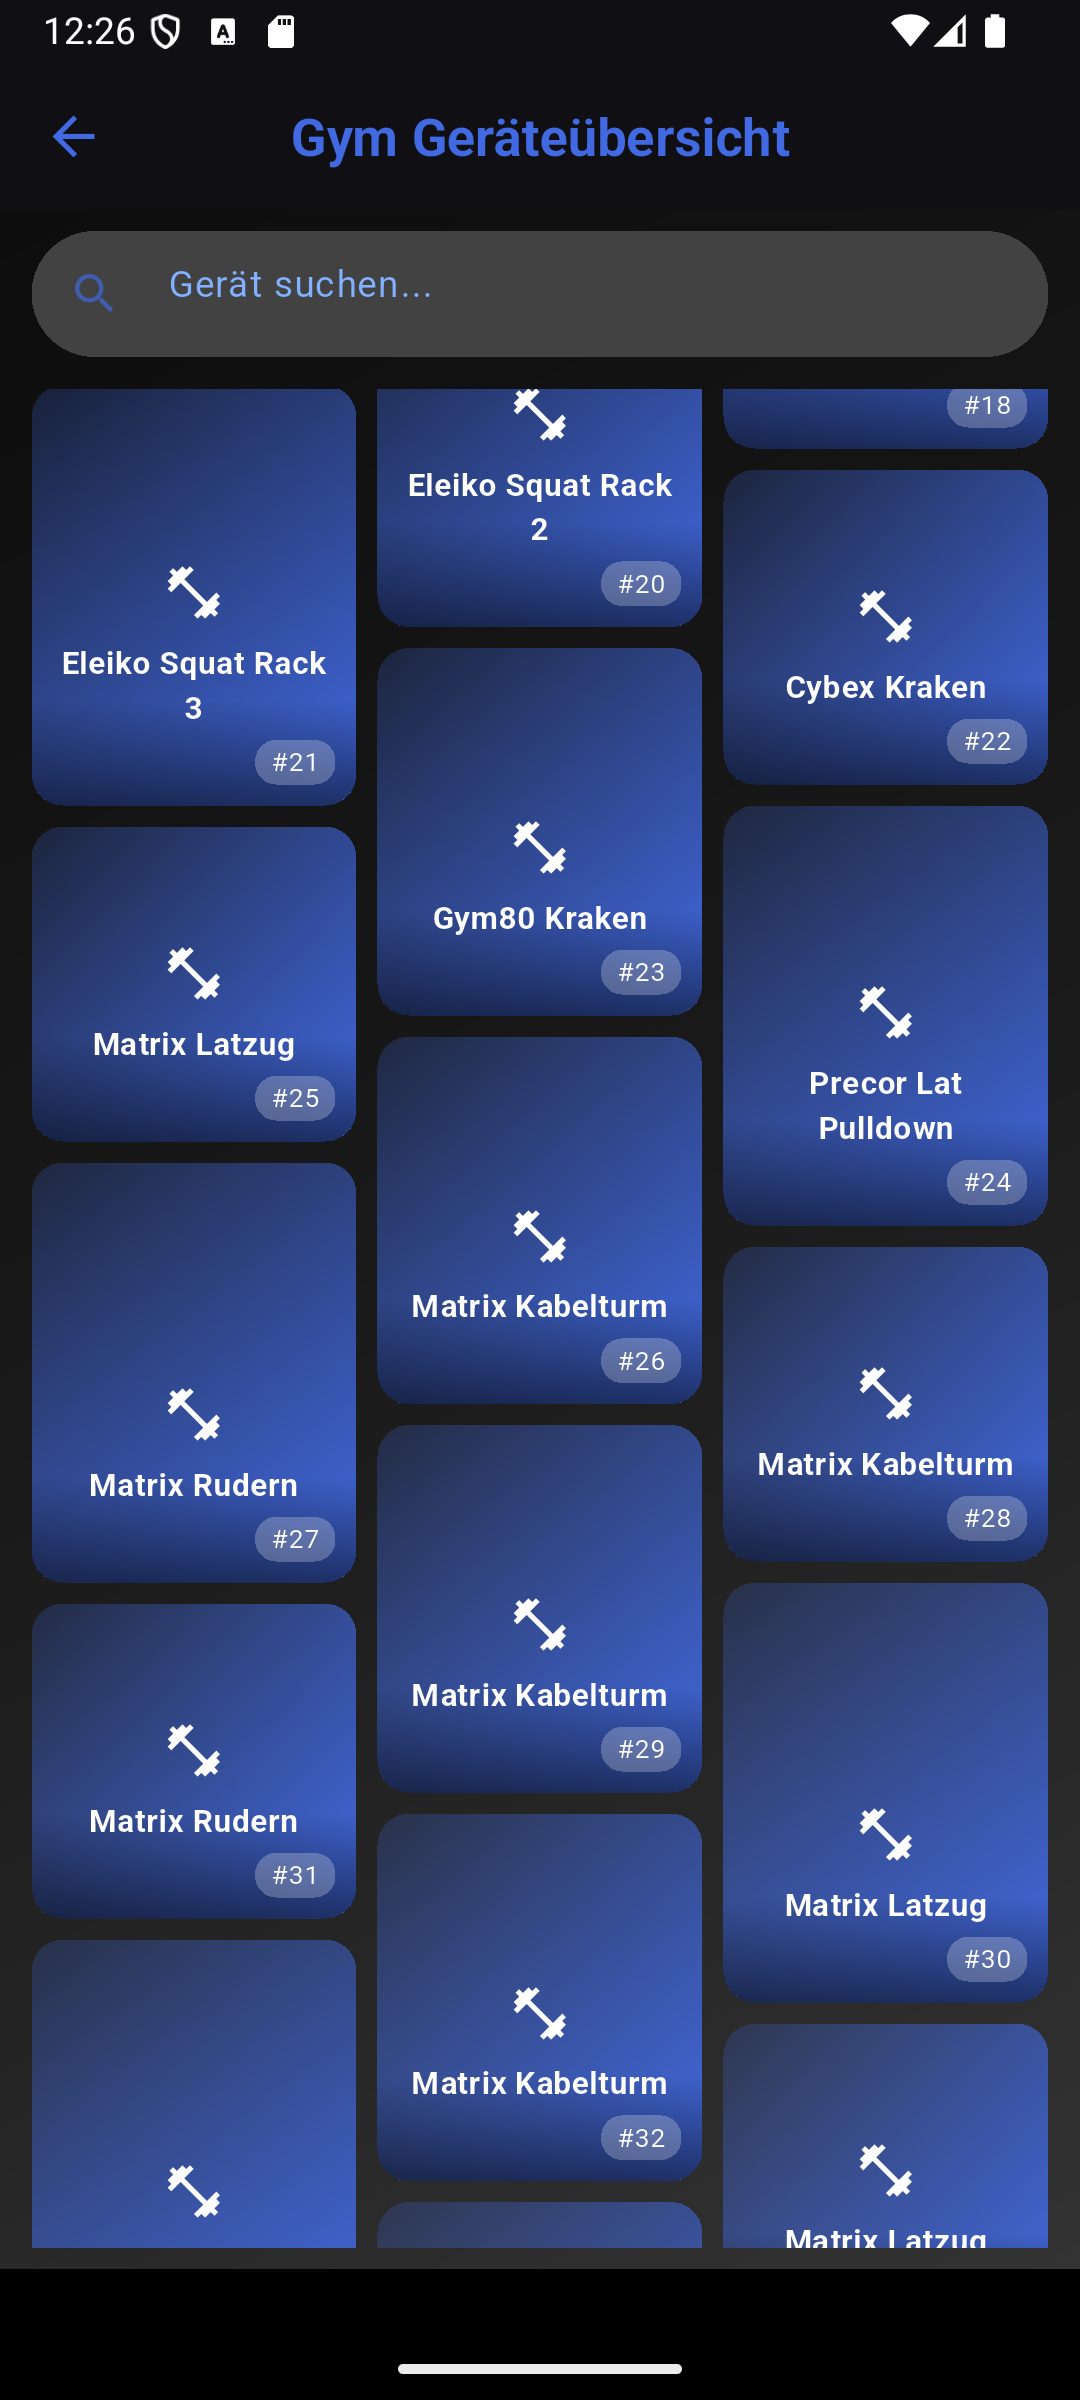 12:26
Gym Geräteübersicht
Gerät suchen...
#18
Eleiko Squat Rack
2
#20
Eleiko Squat Rack
3
#21
Cybex Kraken
#22
Gym80 Kraken
#23
Precor Lat
Pulldown
#24
Matrix Latzug
#25
Matrix Kabelturm
#26
Matrix Rudern
#27
Matrix Kabelturm
#28
Matrix Kabelturm
#29
Matrix Latzug
#30
Matrix Rudern
#31
Matrix Kabelturm
#32
Matrix Latzug